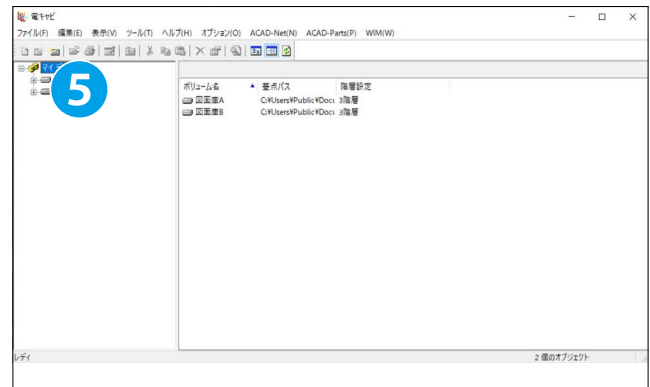 電キャビ
ファイル(F) 編集(E) 表示(V) ツール(T) ヘルプ(H) オプション(O) ACAD-Net(N) ACAD-Parts(P) WIM(W)
5
ボリューム名 基点パス 階層設定
図面庫A C:¥Users¥Public¥Docu 3階層
図面庫B C:¥Users¥Public¥Docu 3階層
レディ 2 個のオブジェクト